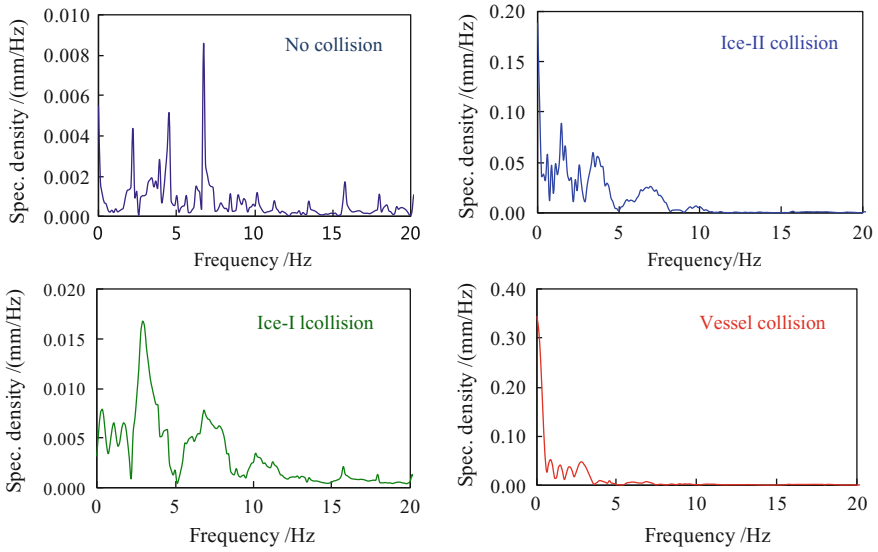 No collision
Spec. density /(mm/Hz)
0.010
0.008
0.006
0.004
0.002
0.000
0 5 10 15 20
Frequency /Hz
Ice-II collision
Spec. density /(mm/Hz)
0.20
0.15
0.10
0.05
0.00
0 5 10 15 20
Frequency/Hz
Ice-I lcollision
Spec. density /(mm/Hz)
0.020
0.015
0.010
0.005
0.000
0 5 10 15 20
Frequency /Hz
Vessel collision
Spec. density /(mm/Hz)
0.40
0.30
0.20
0.10
0.00
0 5 10 15 20
Frequency /Hz